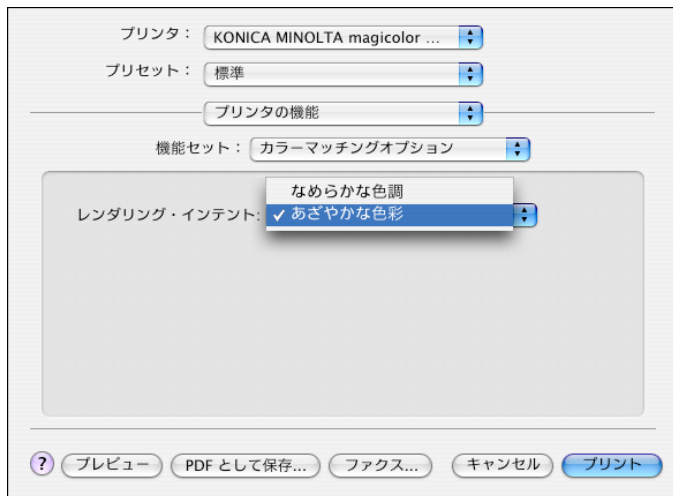 プリンタ： KONICA MINOLTA magicolor ...
プリセット： 標準
プリンタの機能
機能セット： カラーマッチングオプション
なめらかな色調
レンダリング・インテント: ✓ あざやかな色彩
? プレビュー PDF として保存... ファクス... キャンセル プリント